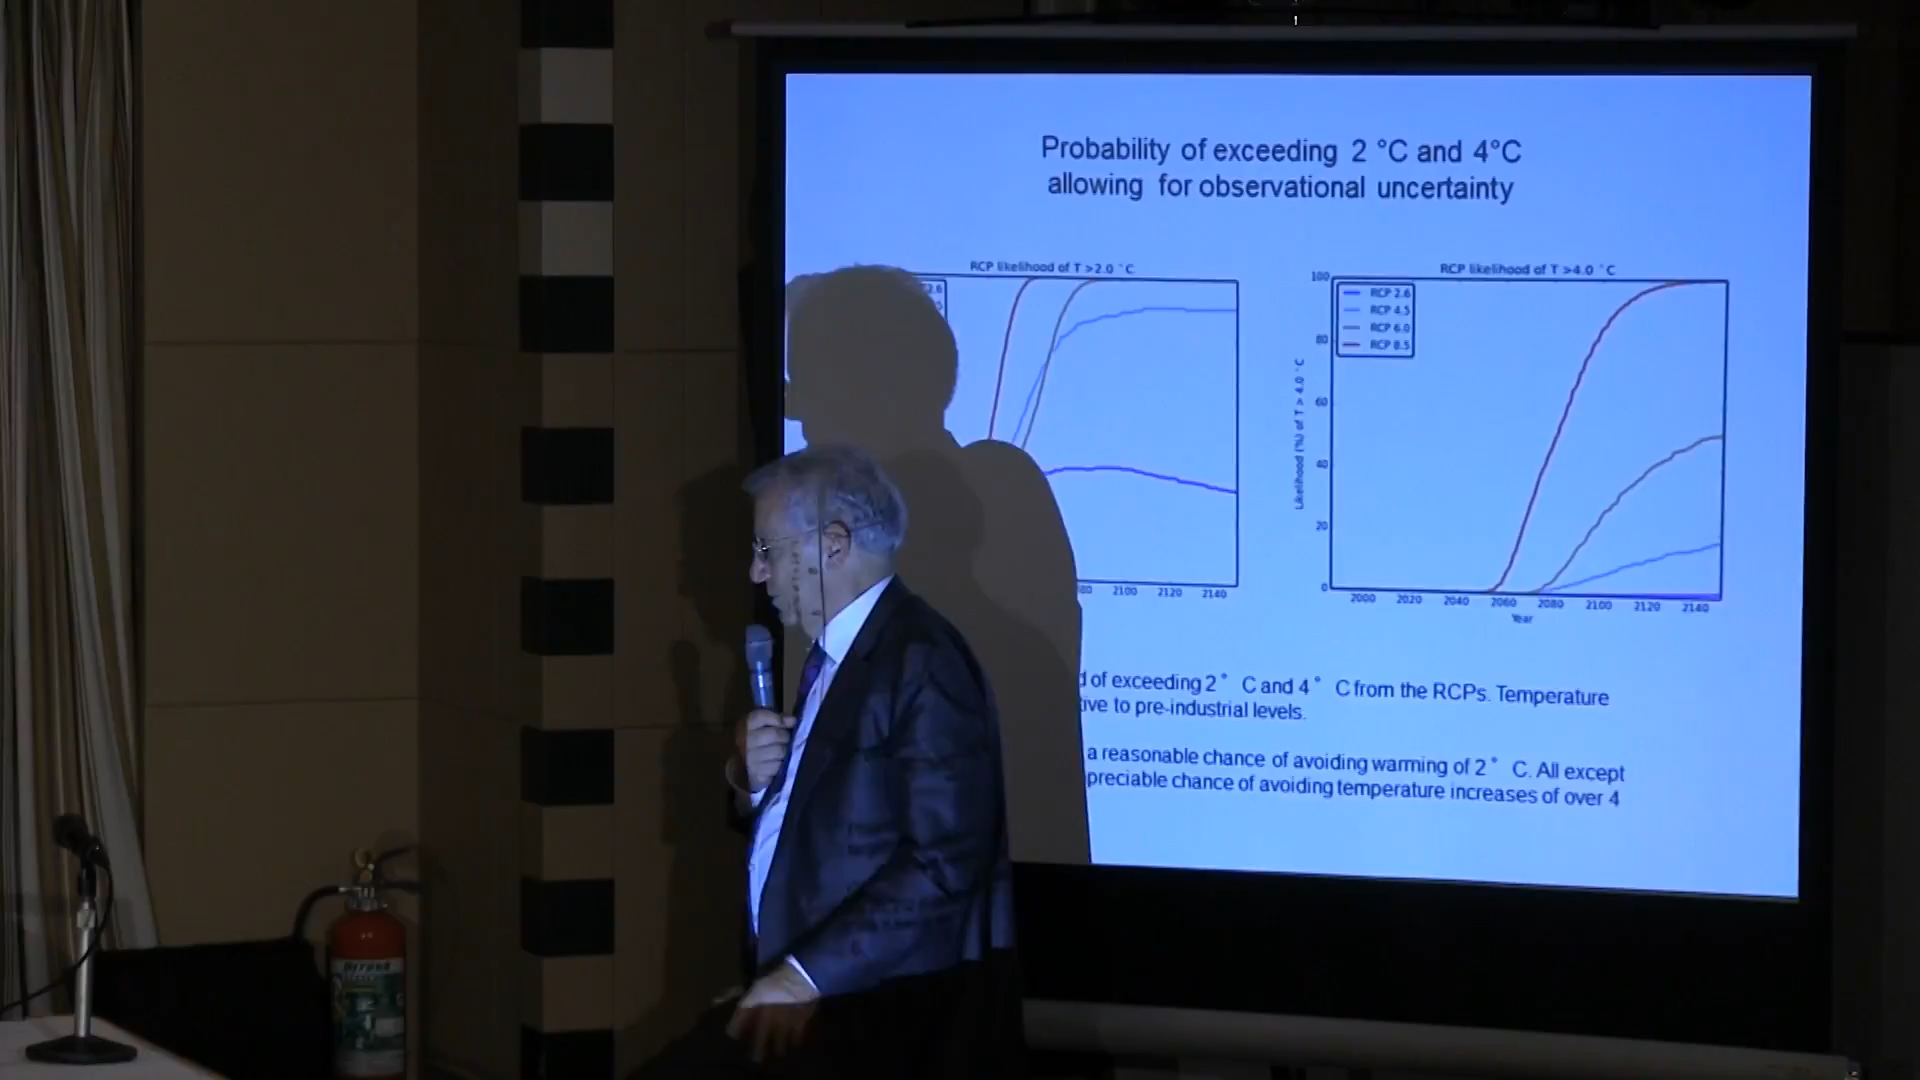 Probability of exceeding 2 °C and 4°C
allowing for observational uncertainty
RCP likelihood of T >2.0 °C
2.6
2100 2120 2140
RCP likelihood of T >4.0 °C
RCP 2.6
RCP 4.5
RCP 6.0
RCP 8.5
Likelihood (%) of T > 4.0 °C
100
80
60
40
20
0
2000 2020 2040 2060 2080 2100 2120 2140
Year
of exceeding 2° C and 4° C from the RCPs. Temperature
to pre-industrial levels.
a reasonable chance of avoiding warming of 2° C. All except
chance of avoiding temperature increases of over 4